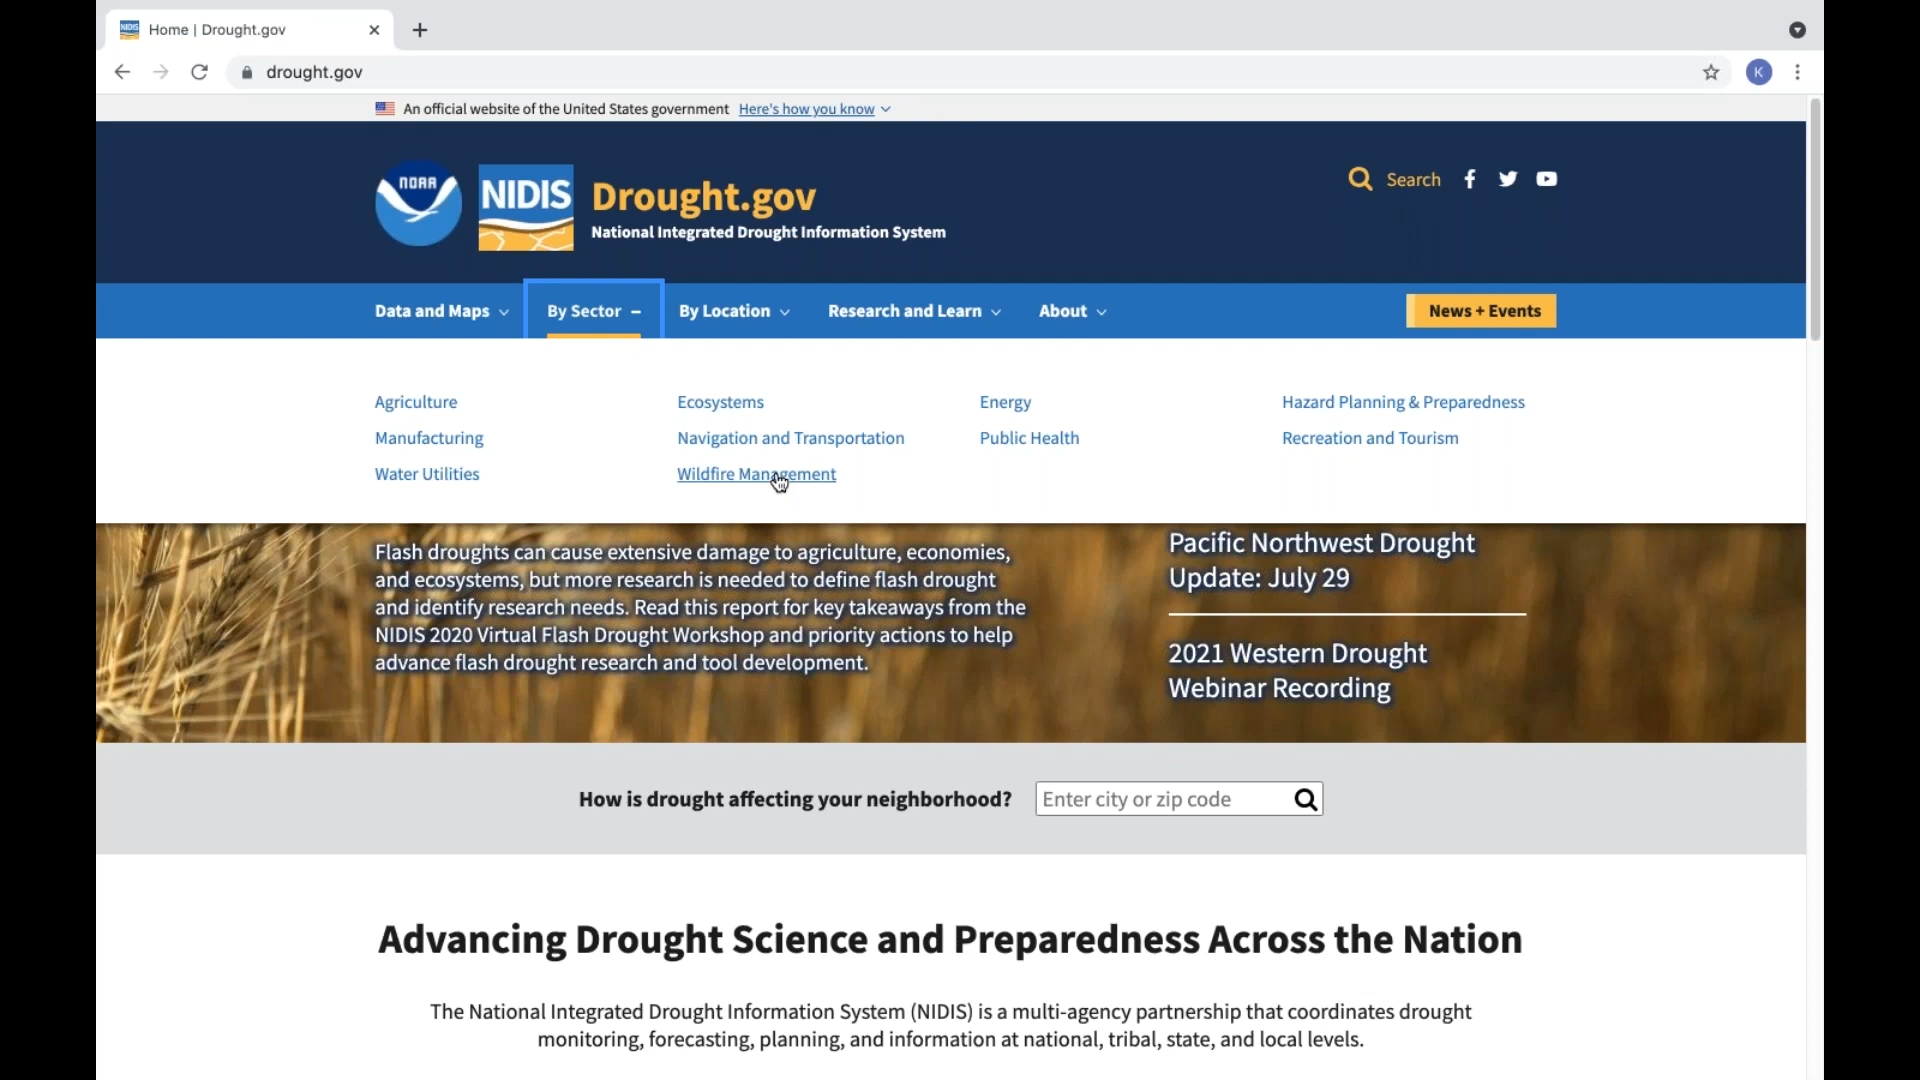 NIDIS Home | Drought.gov
drought.gov K
An official website of the United States government Here's how you know
NOAA NIDIS Drought.gov
National Integrated Drought Information System
Search
Data and Maps By Sector By Location Research and Learn About News + Events
Agriculture Ecosystems Energy Hazard Planning & Preparedness
Manufacturing Navigation and Transportation Public Health Recreation and Tourism
Water Utilities Wildfire Management
Flash droughts can cause extensive damage to agriculture, economies,
and ecosystems, but more research is needed to define flash drought
and identify research needs. Read this report for key takeaways from the
NIDIS 2020 Virtual Flash Drought Workshop and priority actions to help
advance flash drought research and tool development.
Pacific Northwest Drought
Update: July 29
2021 Western Drought
Webinar Recording
How is drought affecting your neighborhood? Enter city or zip code
Advancing Drought Science and Preparedness Across the Nation
The National Integrated Drought Information System (NIDIS) is a multi-agency partnership that coordinates drought
monitoring, forecasting, planning, and information at national, tribal, state, and local levels.